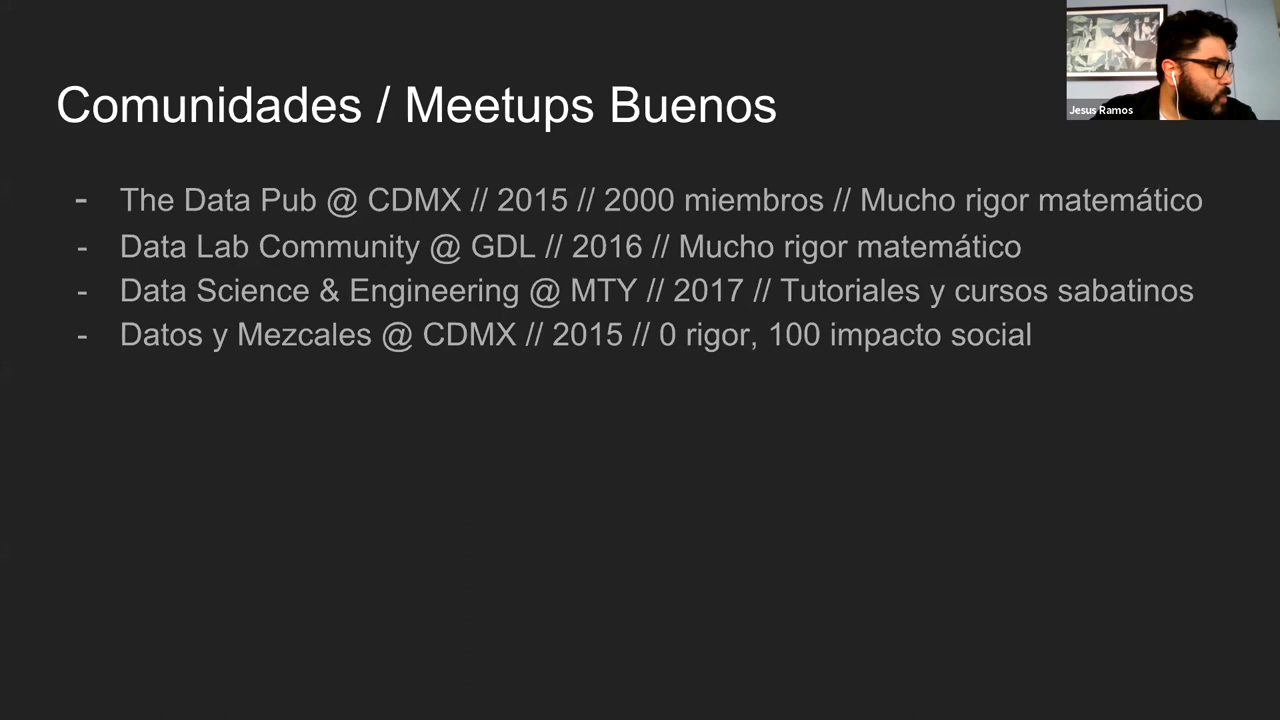 Comunidades / Meetups Buenos
Jesus Ramos
- The Data Pub @ CDMX // 2015 // 2000 miembros // Mucho rigor matemático
- Data Lab Community @ GDL // 2016 // Mucho rigor matemático
- Data Science & Engineering @ MTY // 2017 // Tutoriales y cursos sabatinos
- Datos y Mezcales @ CDMX // 2015 // 0 rigor, 100 impacto social